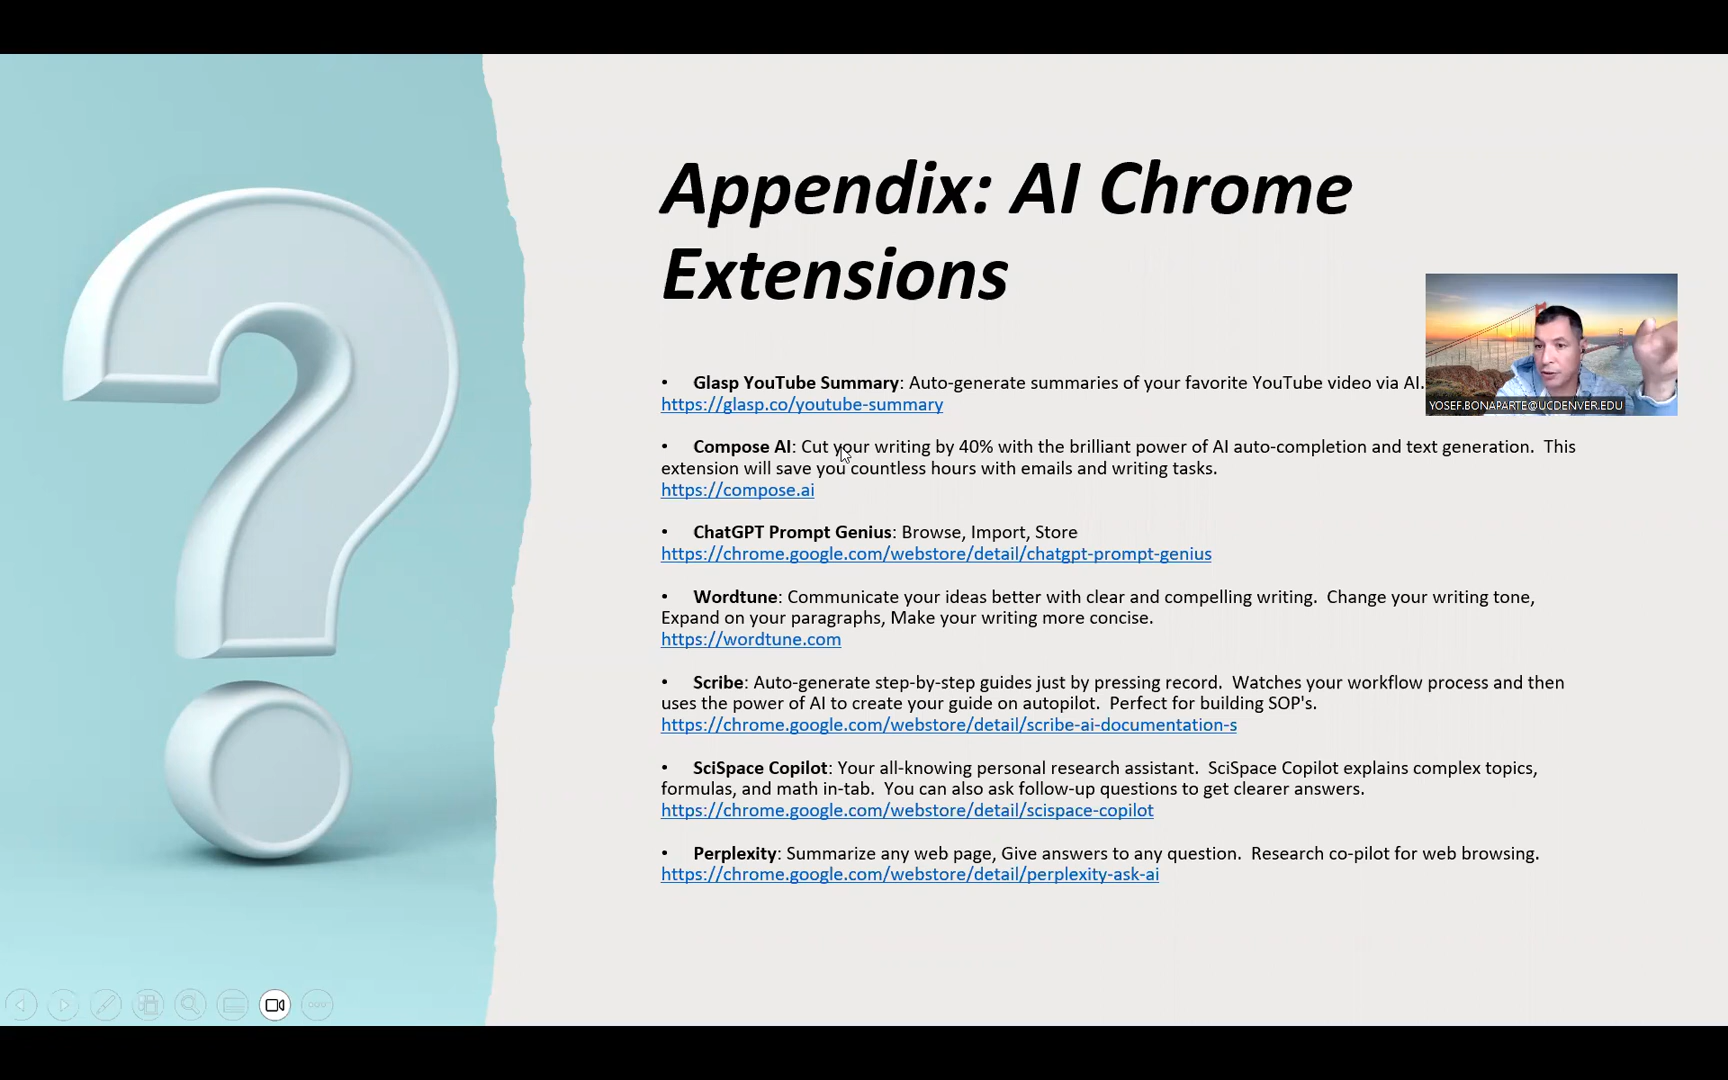 Appendix: AI Chrome
Extensions
• Glasp YouTube Summary: Auto-generate summaries of your favorite YouTube video via AI.
https://glasp.co/youtube-summary
YOSEF.BONAPARTE@UCDENVER.EDU
• Compose AI: Cut your writing by 40% with the brilliant power of AI auto-completion and text generation.  This
extension will save you countless hours with emails and writing tasks.
https://compose.ai
• ChatGPT Prompt Genius: Browse, Import, Store
https://chrome.google.com/webstore/detail/chatgpt-prompt-genius
• Wordtune: Communicate your ideas better with clear and compelling writing.  Change your writing tone,
Expand on your paragraphs, Make your writing more concise.
https://wordtune.com
• Scribe: Auto-generate step-by-step guides just by pressing record.  Watches your workflow process and then
uses the power of AI to create your guide on autopilot.  Perfect for building SOP's.
https://chrome.google.com/webstore/detail/scribe-ai-documentation-s
• SciSpace Copilot: Your all-knowing personal research assistant.  SciSpace Copilot explains complex topics,
formulas, and math in-tab.  You can also ask follow-up questions to get clearer answers.
https://chrome.google.com/webstore/detail/scispace-copilot
• Perplexity: Summarize any web page, Give answers to any question.  Research co-pilot for web browsing.
https://chrome.google.com/webstore/detail/perplexity-ask-ai